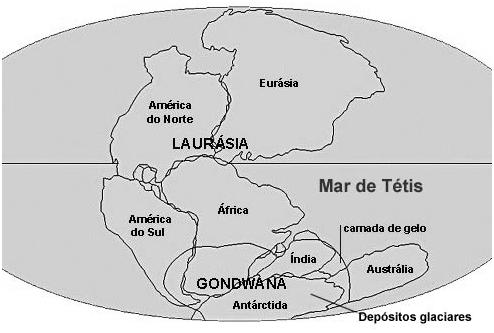 Eurásia
América
do Norte
LAURÁSIA
Mar de Tétis
África
América
do Sul
camada de gelo
Índia
Austrália
GONDWANA
Antárctida
Depósitos glaciares